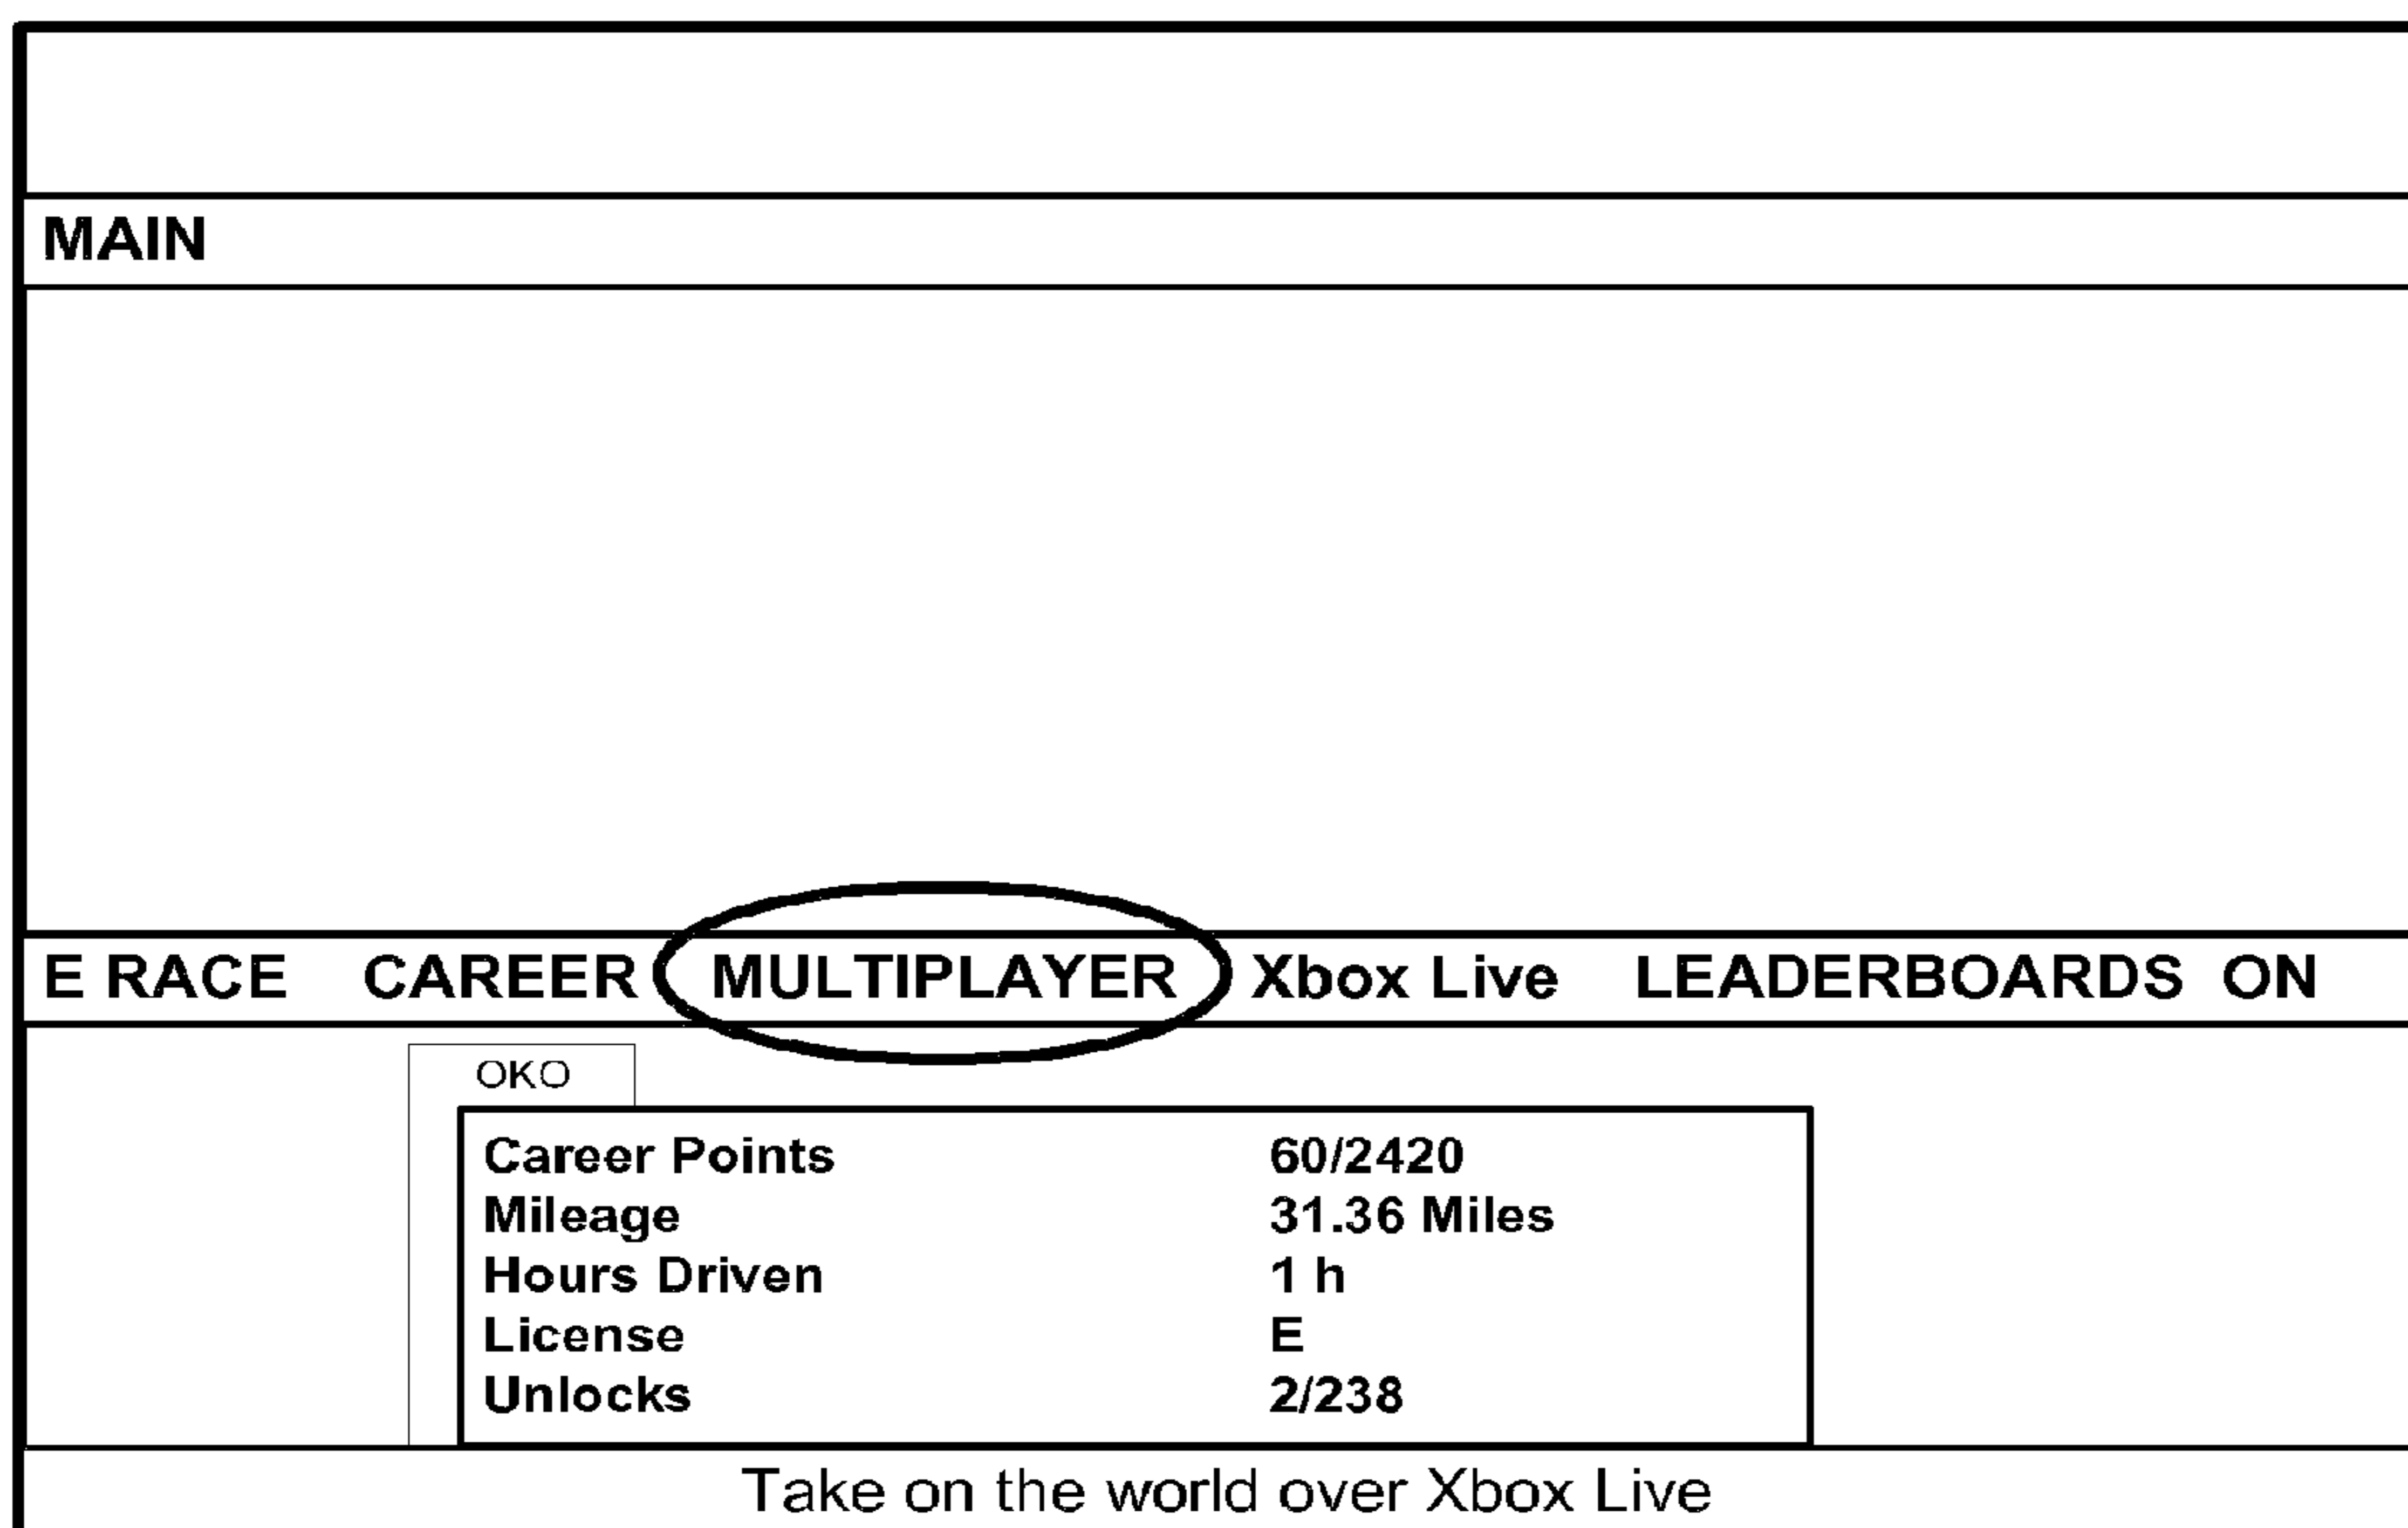 MAIN
E RACE CAREER MULTIPLAYER Xbox Live LEADERBOARDS ON
OKO
Career Points 60/2420
Mileage 31.36 Miles
Hours Driven 1 h
License E
Unlocks 2/238
Take on the world over Xbox Live